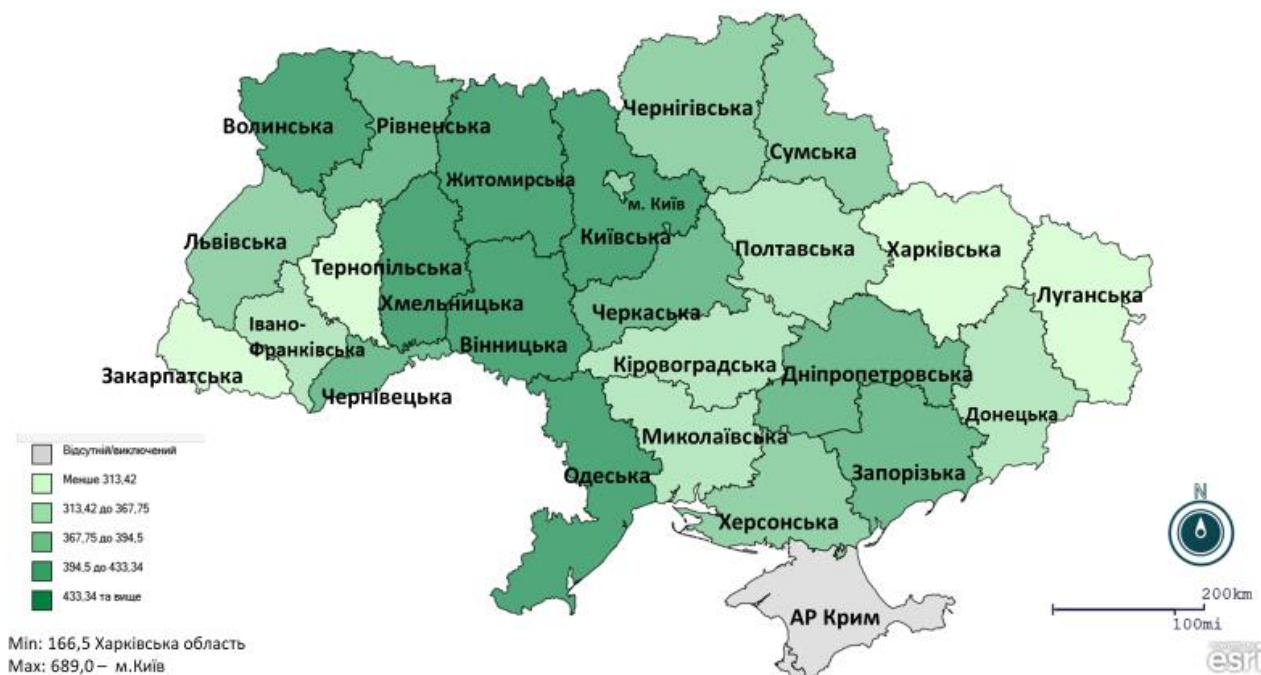 Чернігівська
Волинська
Рівненська
Сумська
Житомирська
м. Київ
Львівська
Київська
Полтавська
Харківська
Тернопільська
Луганська
Хмельницька
Черкаська
Івано-
Франківська
Вінницька
Кіровоградська
Закарпатська
Дніпропетровська
Чернівецька
Донецька
Миколаївська
Одеська
Запорізька
Херсонська
АР Крим
Відсутній/виключений
Менше 313,42
313,42 до 367,75
367,75 до 394,5
394,5 до 433,34
433,34 та вище
Min: 166,5 Харківська область
Max: 689,0 – м.Київ
N
200km
100mi
esri